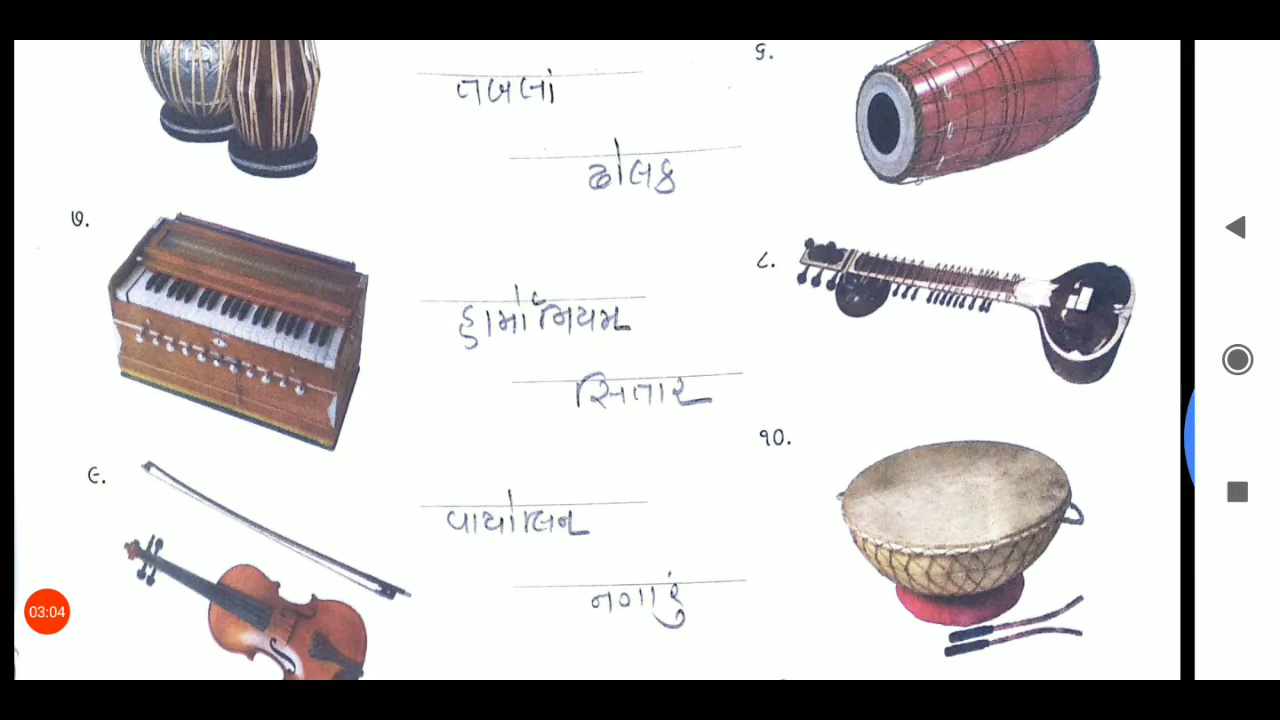 ૬.
તબલાં
ઢોલક
૭.
૮.
હાર્મોનિયમ
સિતાર
૧૦.
૯.
વાયોલિન
નગારું
03:04